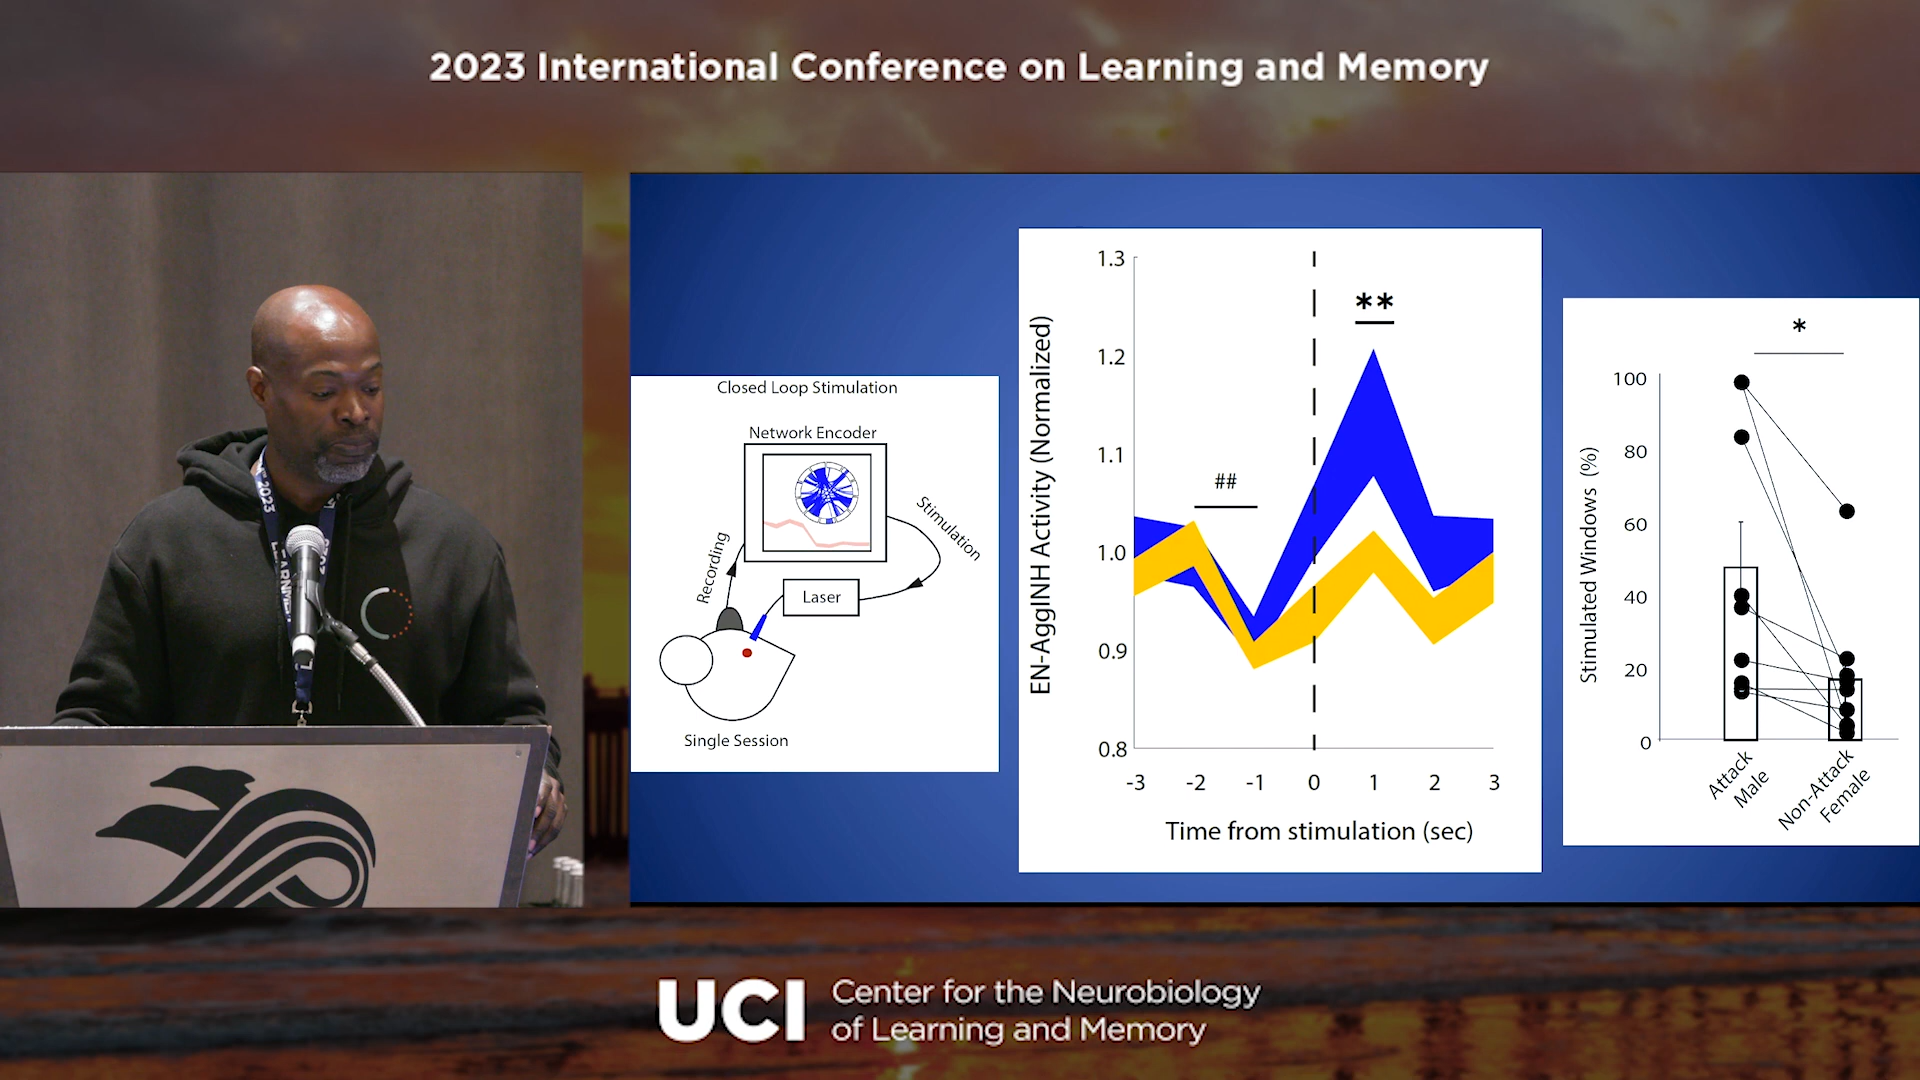 2023 International Conference on Learning and Memory
2023
Closed Loop Stimulation
Network Encoder
Recording
Stimulation
Laser
Single Session
EN-AggINH Activity (Normalized)
1.3
1.2
1.1
1.0
0.9
0.8
##
**
-3 -2 -1 0 1 2 3
Time from stimulation (sec)
*
Stimulated Windows (%)
100
80
60
40
20
0
Attack
Male
Non-Attack
Female
UCI
Center for the Neurobiology
of Learning and Memory